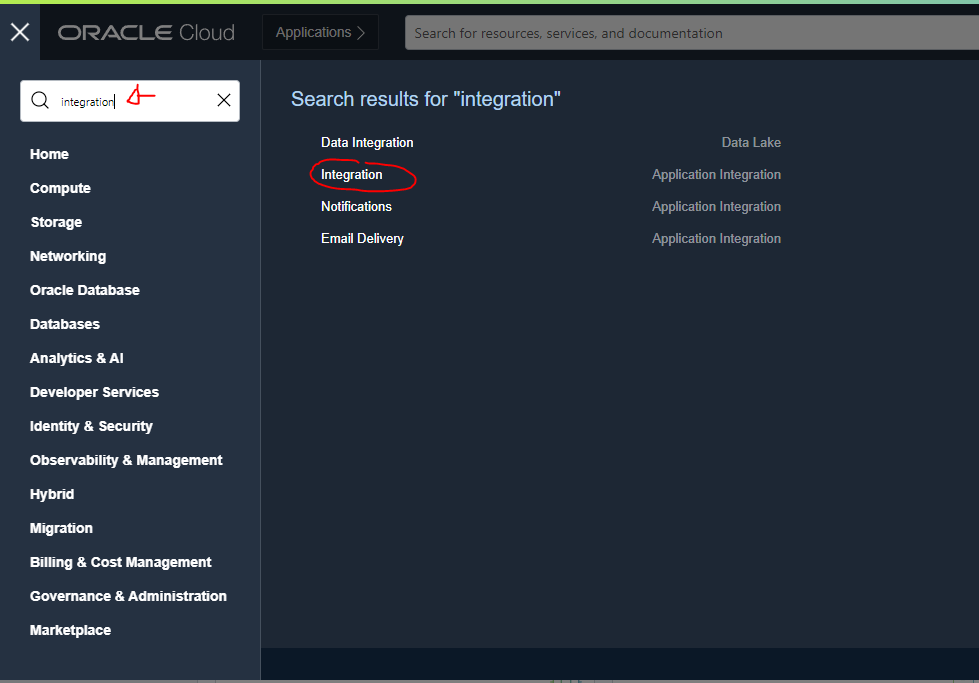 ORACLE Cloud
Applications
Search for resources, services, and documentation
integration
Home
Compute
Storage
Networking
Oracle Database
Databases
Analytics & AI
Developer Services
Identity & Security
Observability & Management
Hybrid
Migration
Billing & Cost Management
Governance & Administration
Marketplace
Search results for "integration"
Data Integration Data Lake
Integration Application Integration
Notifications Application Integration
Email Delivery Application Integration